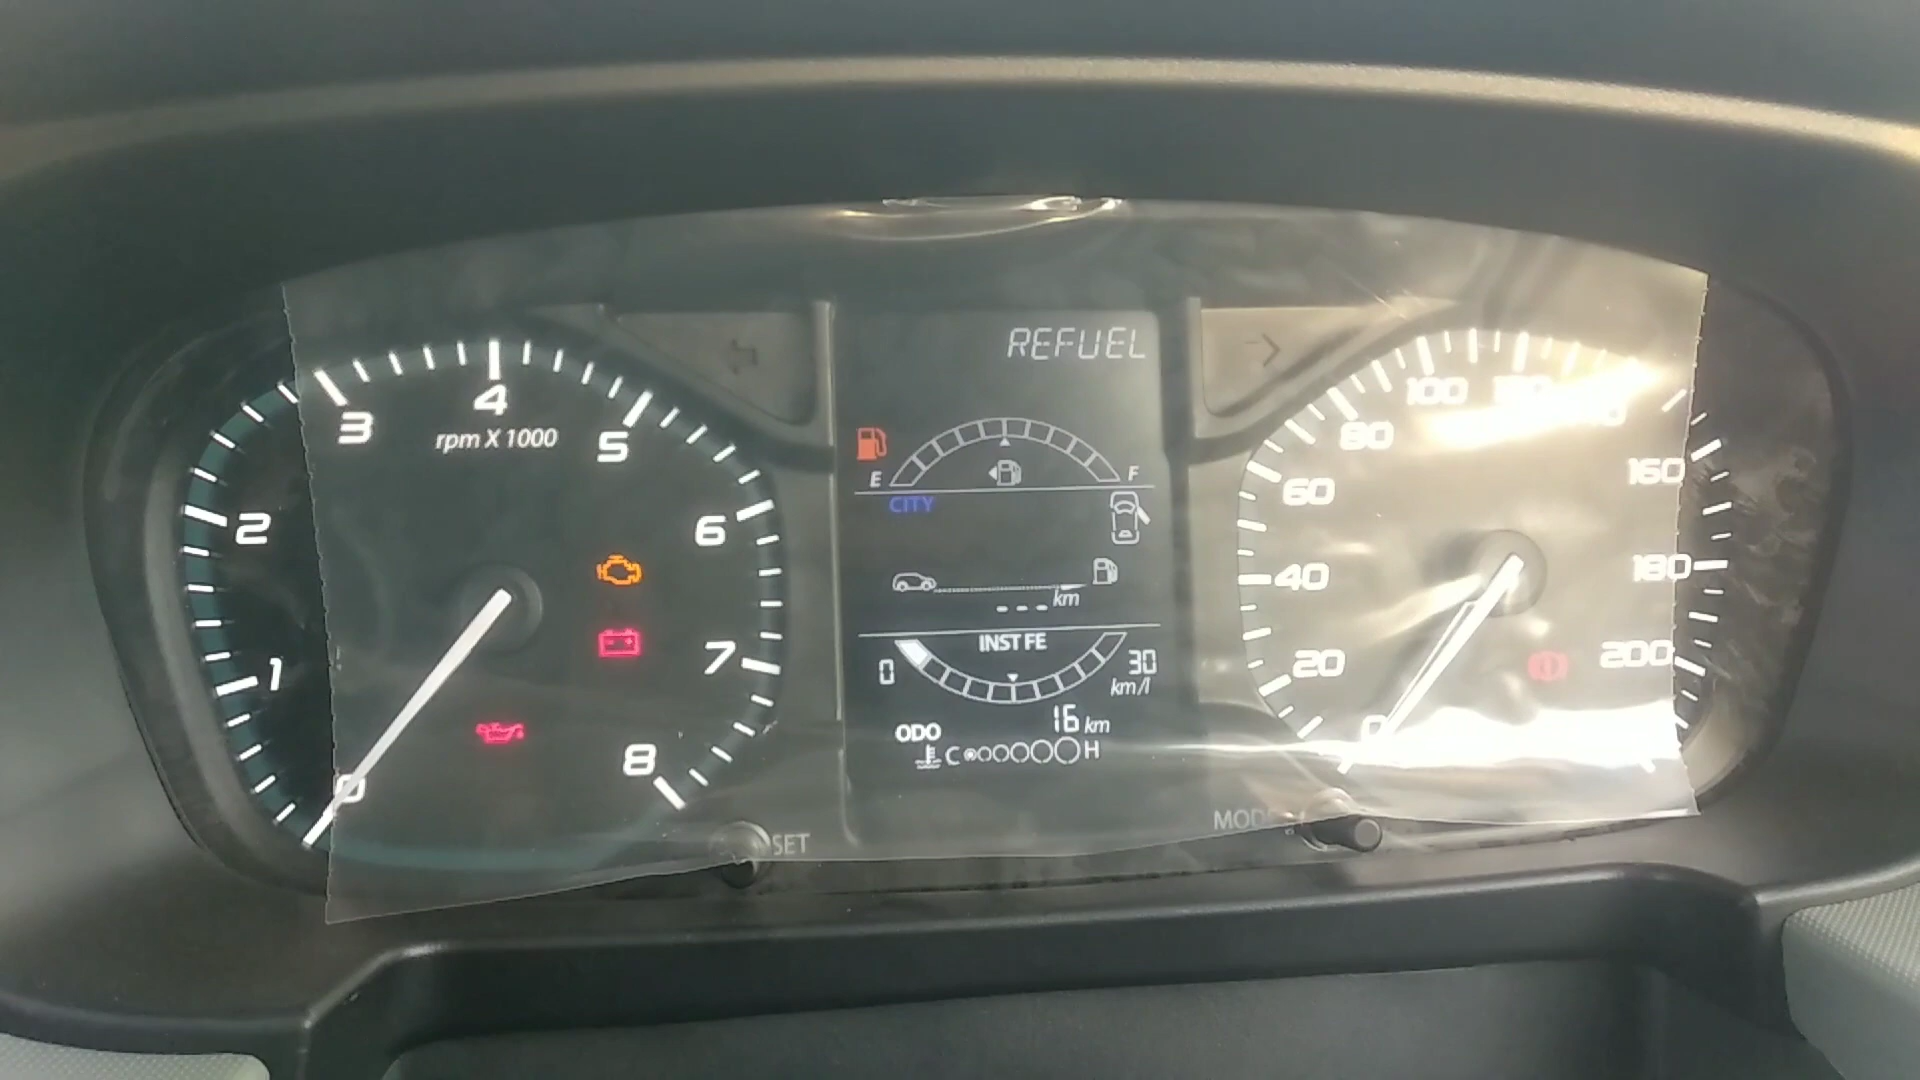 REFUEL
E F
CITY
--- km
INST FE
0 30
km/l
ODO 16 km
C H
0 1 2 3 4 5 6 7 8
rpm X 1000
0 20 40 60 80 100 160 180 200
SET